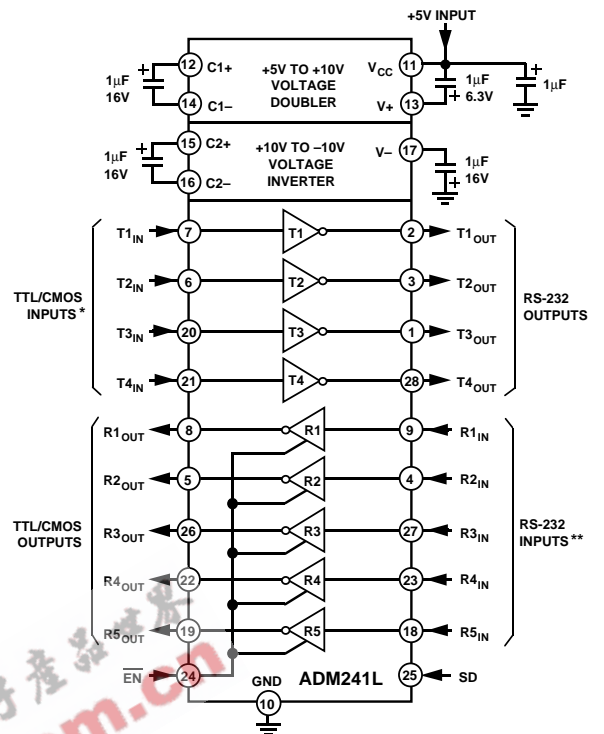 +5V INPUT
1µF
16V
12 C1+
14 C1–
+5V TO +10V
VOLTAGE
DOUBLER
VCC 11
V+ 13
1µF
6.3V
1µF
1µF
16V
15 C2+
16 C2–
+10V TO –10V
VOLTAGE
INVERTER
V– 17
1µF
16V
TTL/CMOS
INPUTS *
T1IN 7 T1 2 T1OUT
T2IN 6 T2 3 T2OUT
T3IN 20 T3 1 T3OUT
T4IN 21 T4 28 T4OUT
RS-232
OUTPUTS
TTL/CMOS
OUTPUTS
R1OUT 8 R1 9 R1IN
R2OUT 5 R2 4 R2IN
R3OUT 26 R3 27 R3IN
R4OUT 22 R4 23 R4IN
R5OUT 19 R5 18 R5IN
RS-232
INPUTS **
EN 24
GND
10
ADM241L
25 SD
产品世界
m.cn